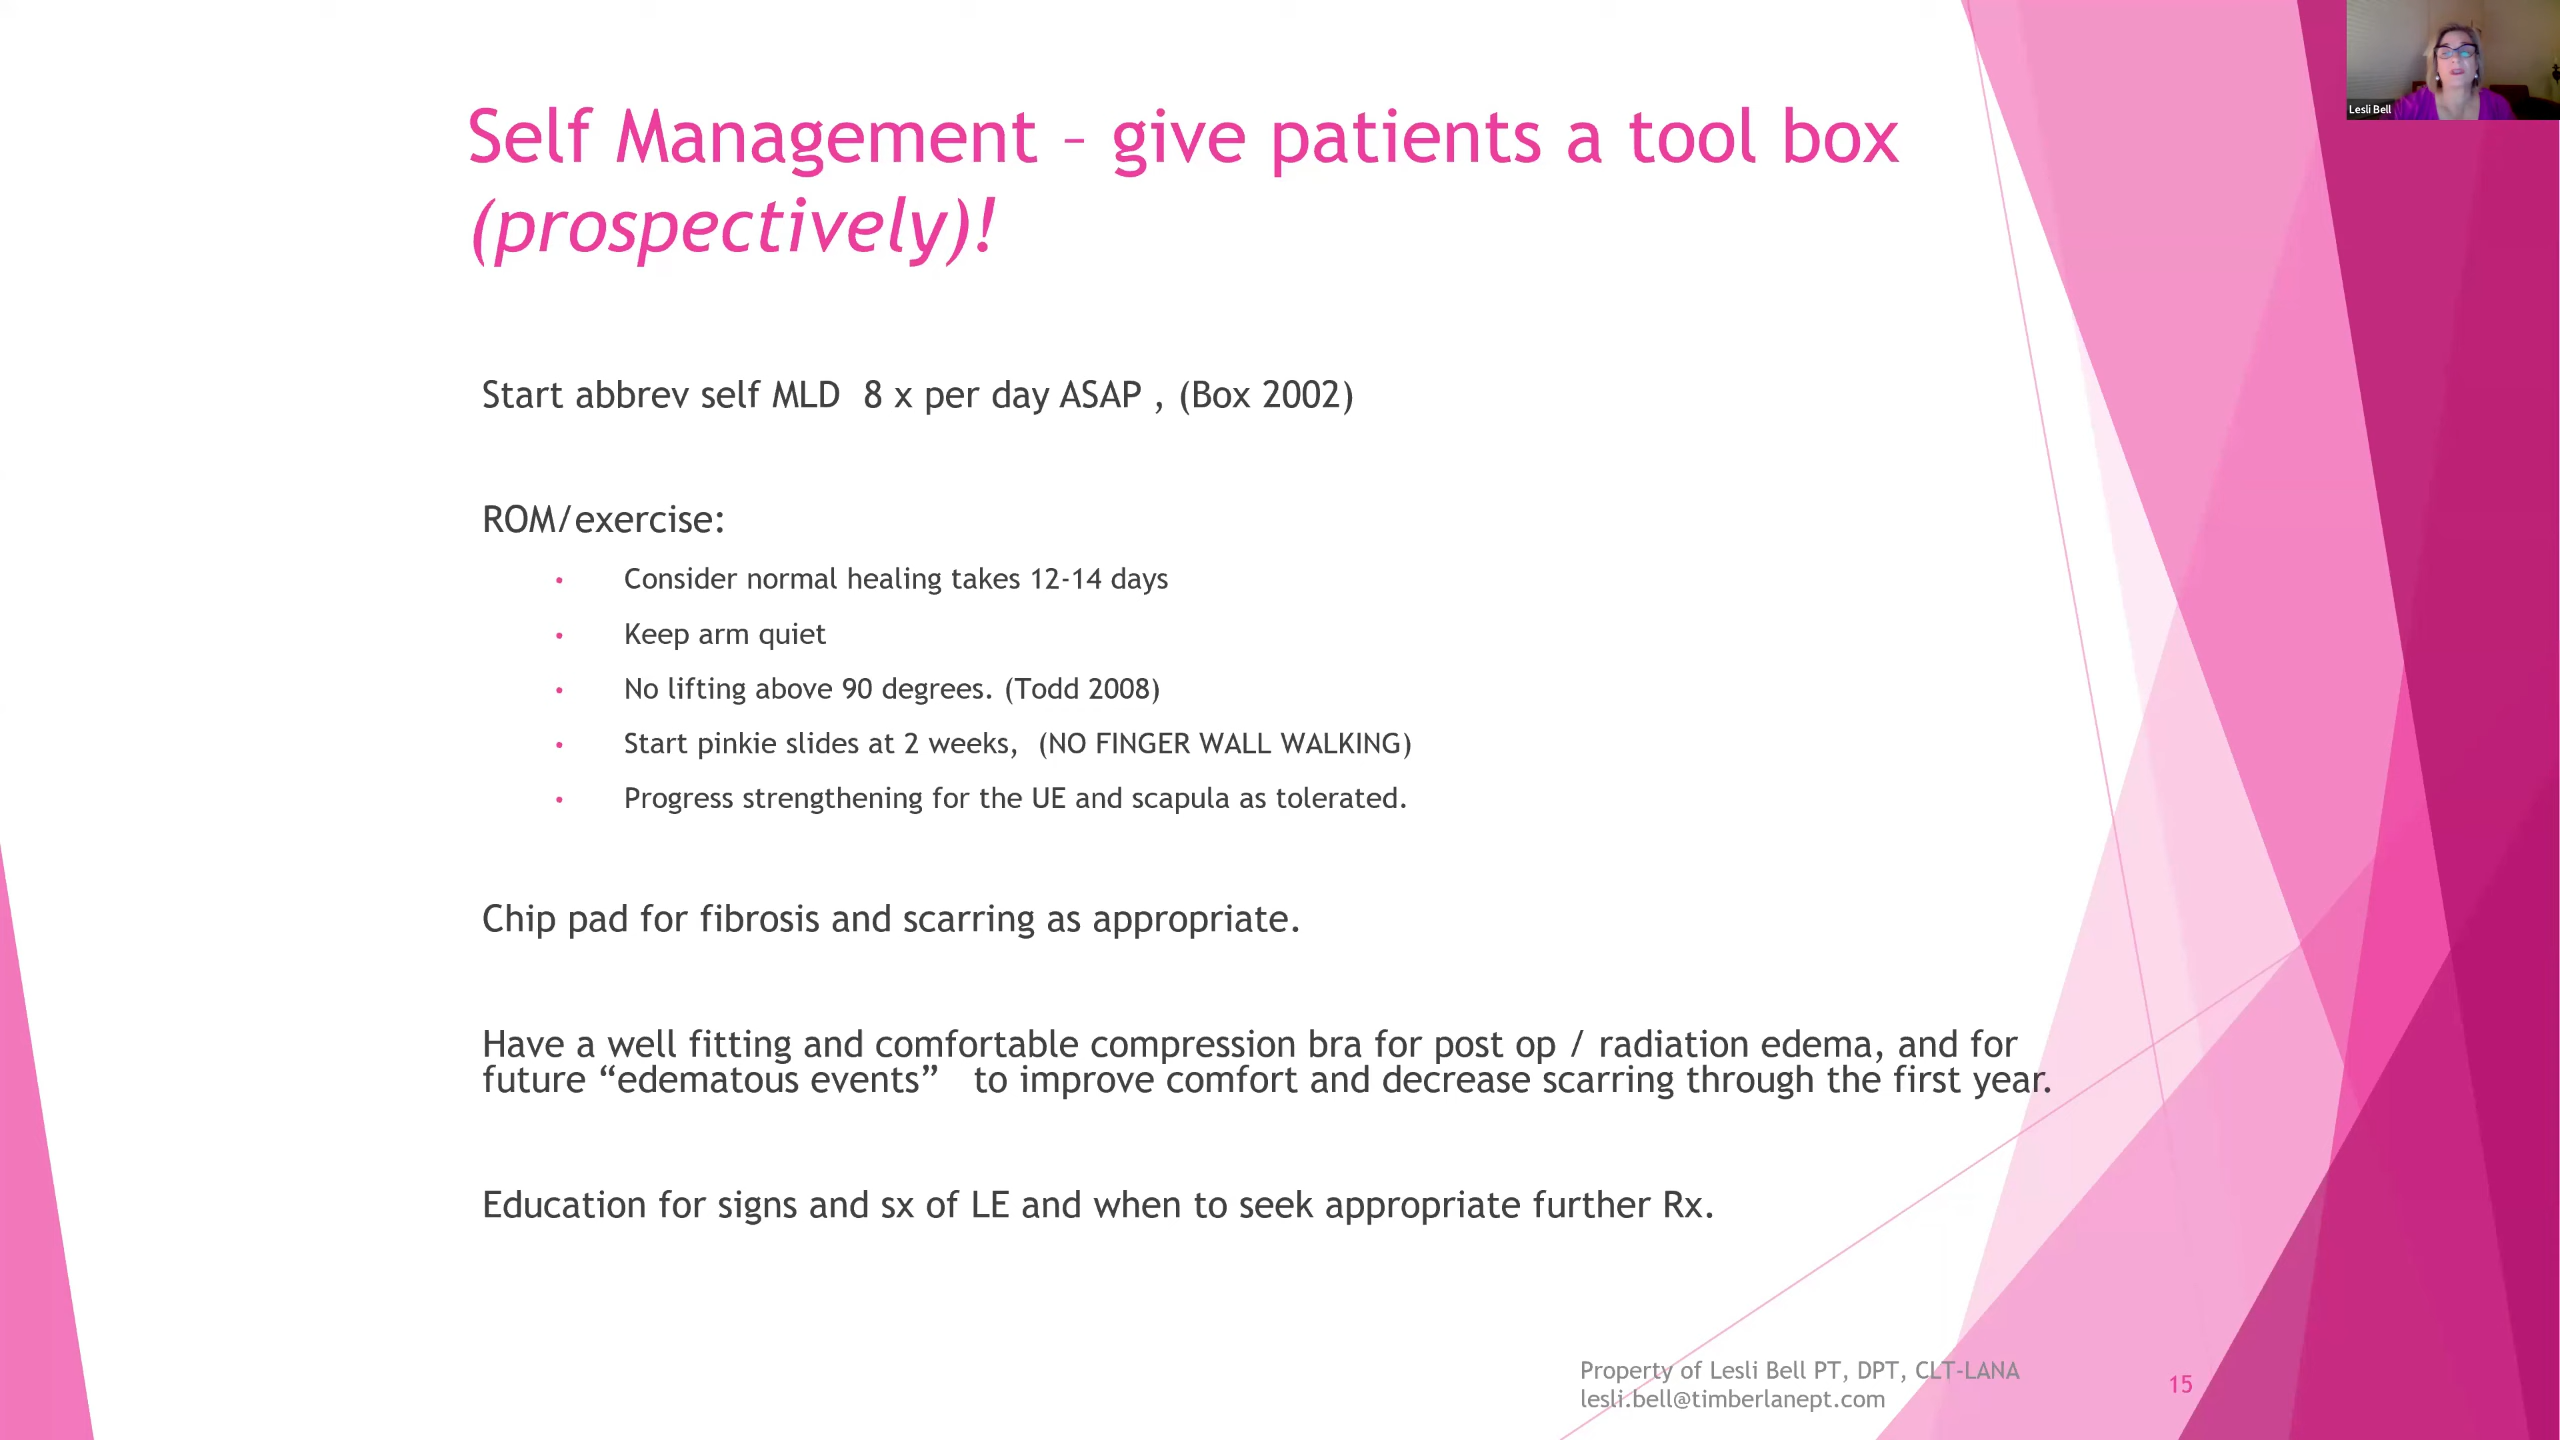 Lesli Bell
Self Management – give patients a tool box
(prospectively)!
Start abbrev self MLD  8 x per day ASAP , (Box 2002)
ROM/exercise:
• Consider normal healing takes 12-14 days
• Keep arm quiet
• No lifting above 90 degrees. (Todd 2008)
• Start pinkie slides at 2 weeks,  (NO FINGER WALL WALKING)
• Progress strengthening for the UE and scapula as tolerated.
Chip pad for fibrosis and scarring as appropriate.
Have a well fitting and comfortable compression bra for post op / radiation edema, and for
future “edematous events”   to improve comfort and decrease scarring through the first year.
Education for signs and sx of LE and when to seek appropriate further Rx.
Property of Lesli Bell PT, DPT, CLT-LANA
lesli.bell@timberlanept.com
15